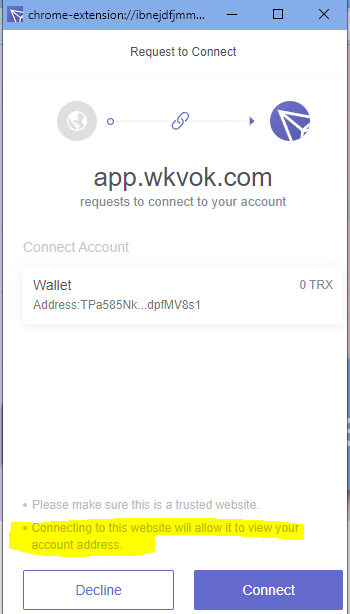 chrome-extension://ibnejdfjmm...
Request to Connect
app.wkvok.com
requests to connect to your account
Connect Account
Wallet 0 TRX
Address:TPa585Nk...dpfMV8s1
• Please make sure this is a trusted website.
• Connecting to this website will allow it to view your
account address.
Decline Connect